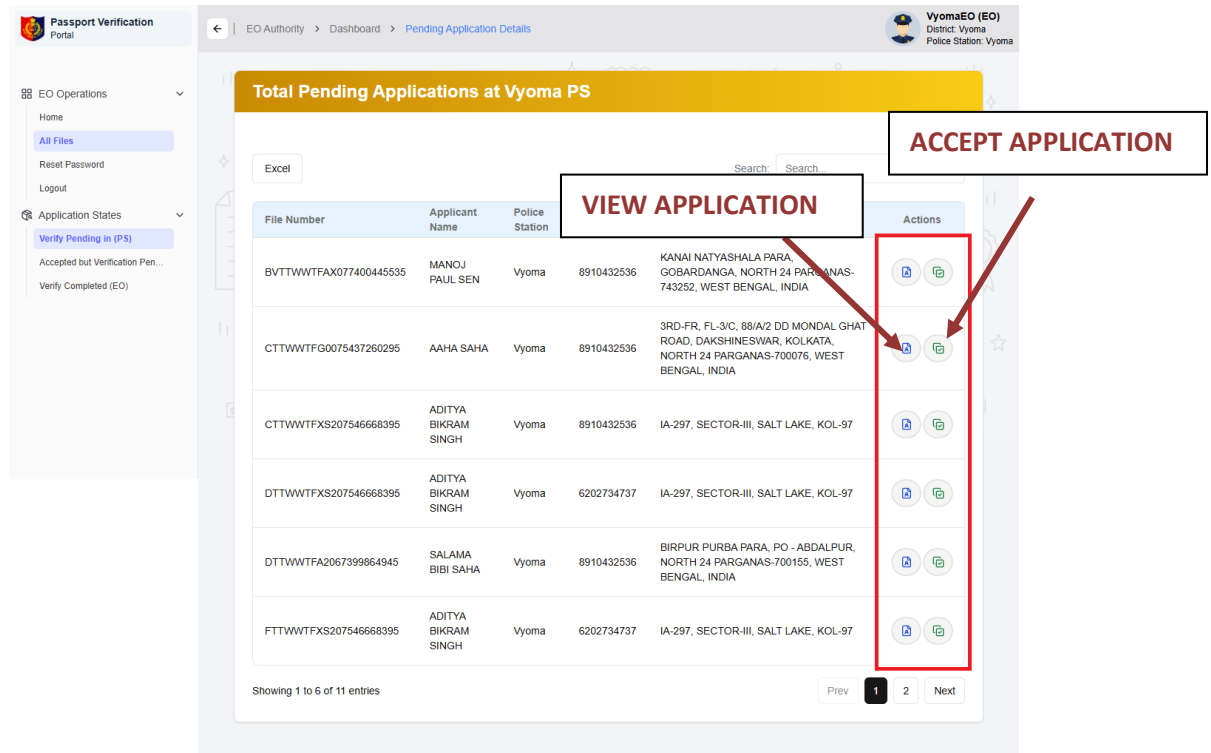 Passport Verification
Portal
EO Authority > Dashboard > Pending Application Details
VyomaEO (EO)
District: Vyoma
Police Station: Vyoma
EO Operations
Home
All Files
Reset Password
Logout
Application States
Verify Pending in (PS)
Accepted but Verification Pen...
Verify Completed (EO)
Total Pending Applications at Vyoma PS
ACCEPT APPLICATION
Excel
Search: Search...
VIEW APPLICATION
File Number
Applicant
Name
Police
Station
Actions
BVTTWWTFAX077400445535
MANOJ
PAUL SEN
Vyoma
8910432536
KANAI NATYASHALA PARA,
GOBARDANGA, NORTH 24 PARGANAS-
743252, WEST BENGAL, INDIA
CTTWWTFG0075437260295
AAHA SAHA
Vyoma
8910432536
3RD-FR, FL-3/C, 88/A/2 DD MONDAL GHAT
ROAD, DAKSHINESWAR, KOLKATA,
NORTH 24 PARGANAS-700076, WEST
BENGAL, INDIA
CTTWWTFXS207546668395
ADITYA
BIKRAM
SINGH
Vyoma
8910432536
IA-297, SECTOR-III, SALT LAKE, KOL-97
DTTWWTFXS207546668395
ADITYA
BIKRAM
SINGH
Vyoma
6202734737
IA-297, SECTOR-III, SALT LAKE, KOL-97
DTTWWTFA2067399864945
SALAMA
BIBI SAHA
Vyoma
8910432536
BIRPUR PURBA PARA, PO - ABDALPUR,
NORTH 24 PARGANAS-700155, WEST
BENGAL, INDIA
FTTWWTFXS207546668395
ADITYA
BIKRAM
SINGH
Vyoma
6202734737
IA-297, SECTOR-III, SALT LAKE, KOL-97
Showing 1 to 6 of 11 entries
Prev 1 2 Next